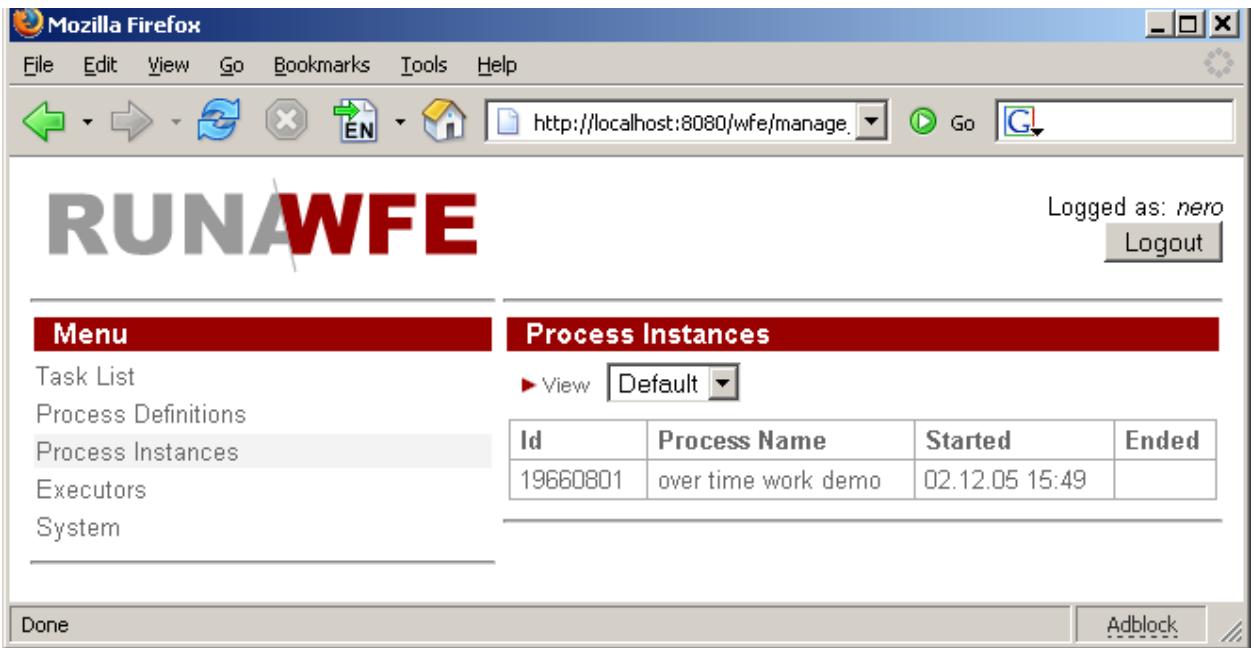 Mozilla Firefox
File Edit View Go Bookmarks Tools Help
EN http://localhost:8080/wfe/manage. Go G
RUNAWFE
Logged as: nero
Logout
Menu
Task List
Process Definitions
Process Instances
Executors
System
Process Instances
View Default
Id Process Name Started Ended
19660801 over time work demo 02.12.05 15:49
Done Adblock